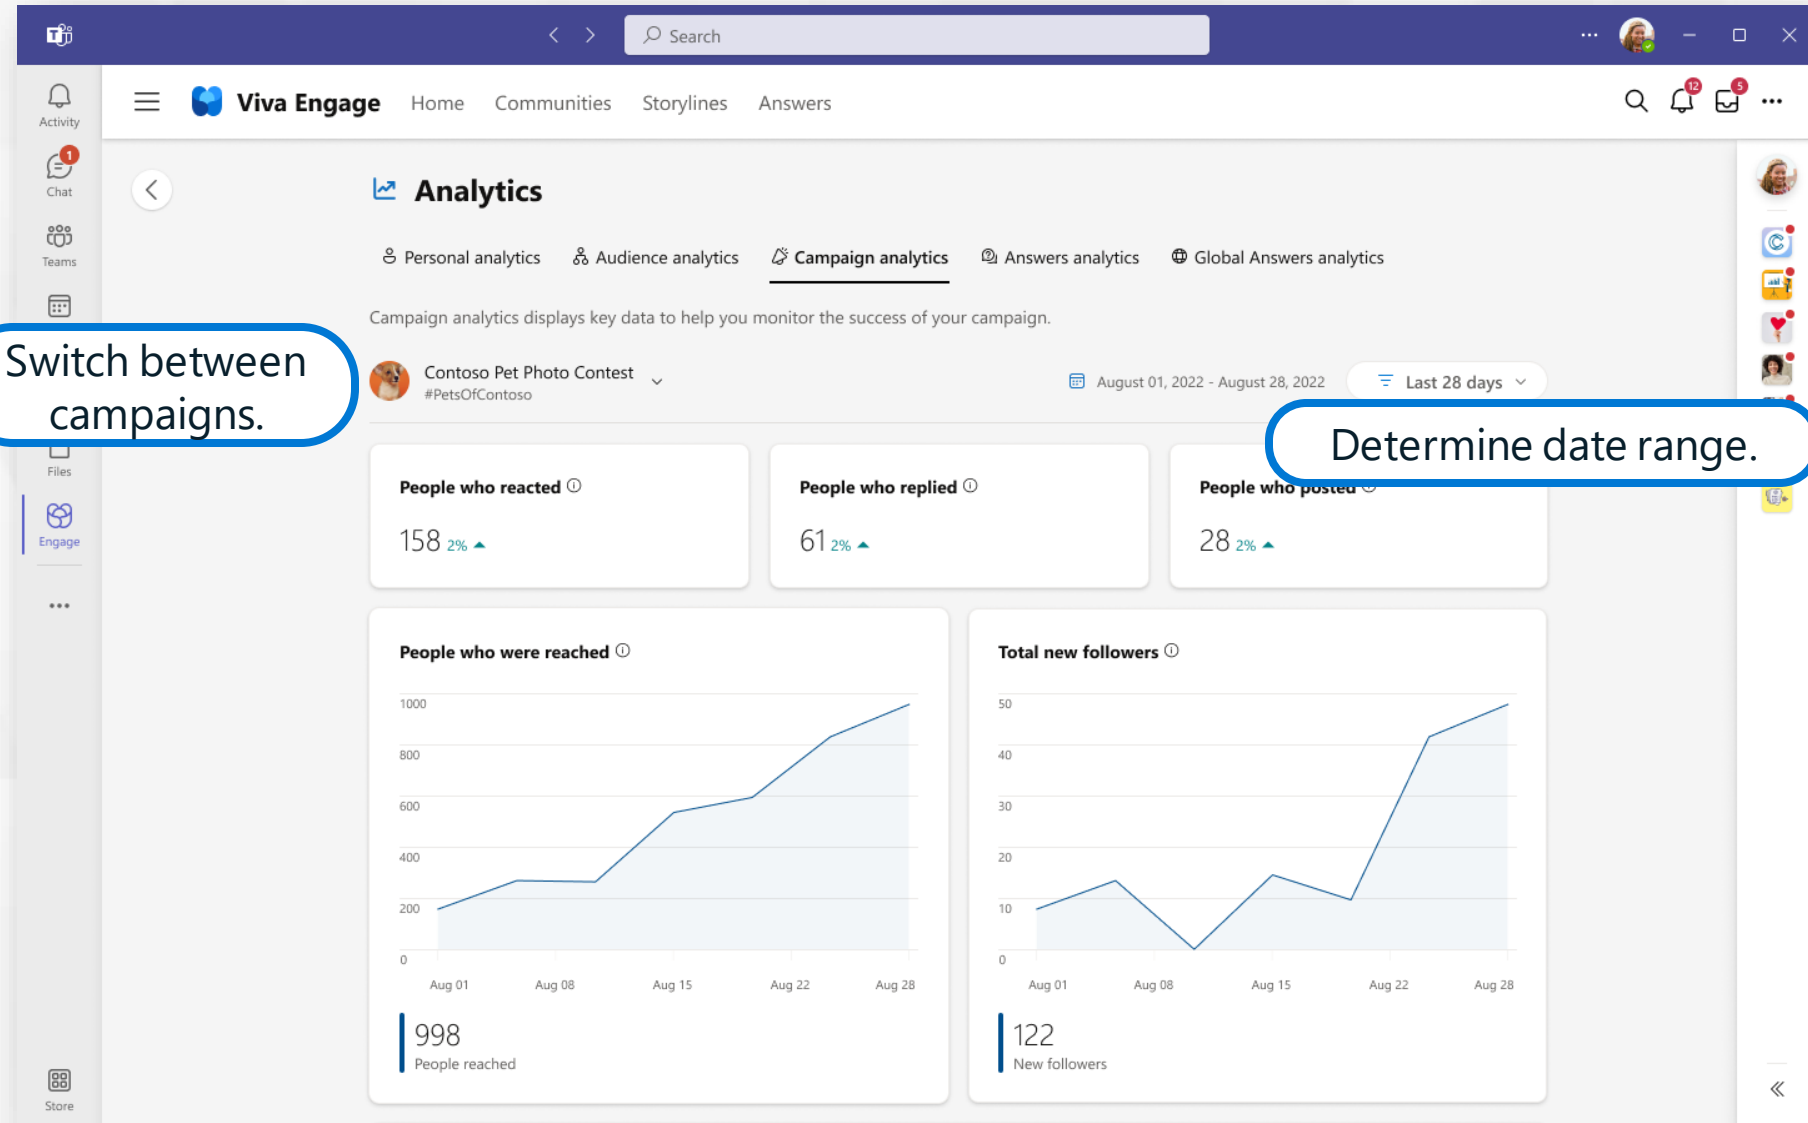 Search
Activity
1
Chat
Teams
Files
Engage
Store
Viva Engage Home Communities Storylines Answers
12
5
Analytics
Personal analytics Audience analytics Campaign analytics Answers analytics Global Answers analytics
Campaign analytics displays key data to help you monitor the success of your campaign.
Switch between
campaigns.
Contoso Pet Photo Contest
#PetsOfContoso
August 01, 2022 - August 28, 2022 Last 28 days
Determine date range.
People who reacted
158 2%
People who replied
61 2%
People who posted
28 2%
People who were reached
1000
800
600
400
200
0
Aug 01 Aug 08 Aug 15 Aug 22 Aug 28
998
People reached
Total new followers
50
40
30
20
10
0
Aug 01 Aug 08 Aug 15 Aug 22 Aug 28
122
New followers